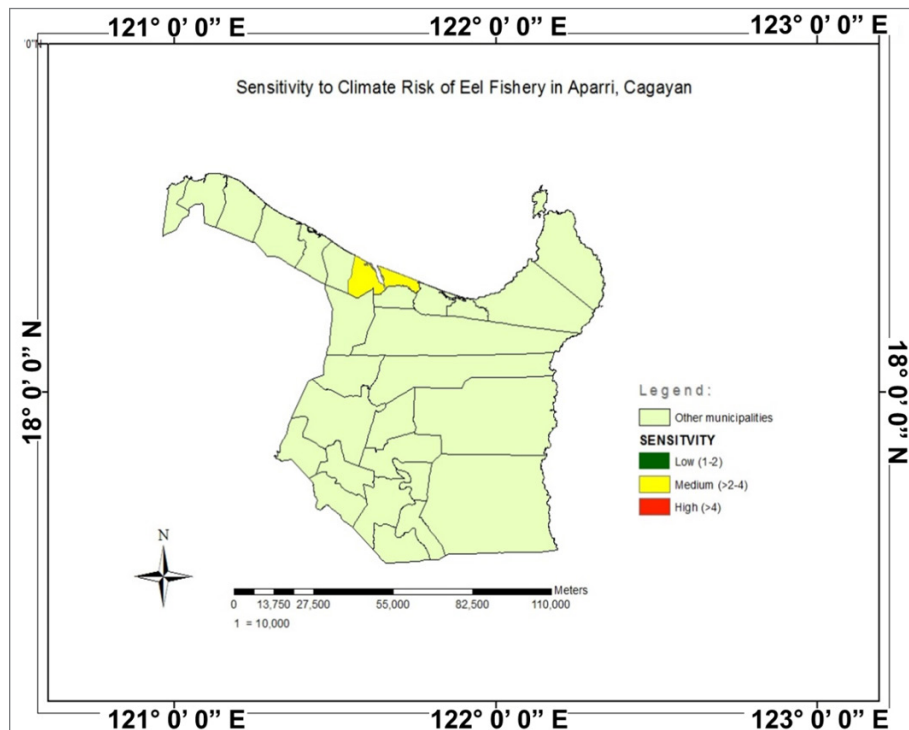 121° 0' 0" E 122° 0' 0" E 123° 0' 0" E
Sensitivity to Climate Risk of Eel Fishery in Aparri, Cagayan
18° 0' 0" N
18° 0' 0" N
Legend:
Other municipalities
SENSITVITY
Low (1-2)
Medium (>2-4)
High (>4)
N
Meters
0 13,750 27,500 55,000 82,500 110,000
1 = 10,000
121° 0' 0" E 122° 0' 0" E 123° 0' 0" E